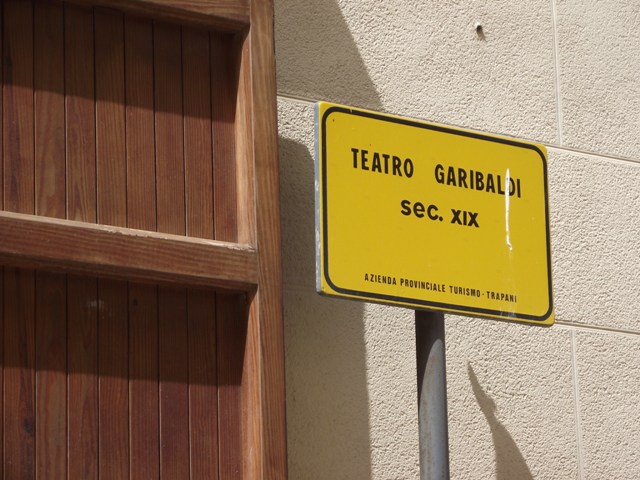 TEATRO GARIBALDI
sec. XIX
AZIENDA PROVINCIALE TURISMO - TRAPANI